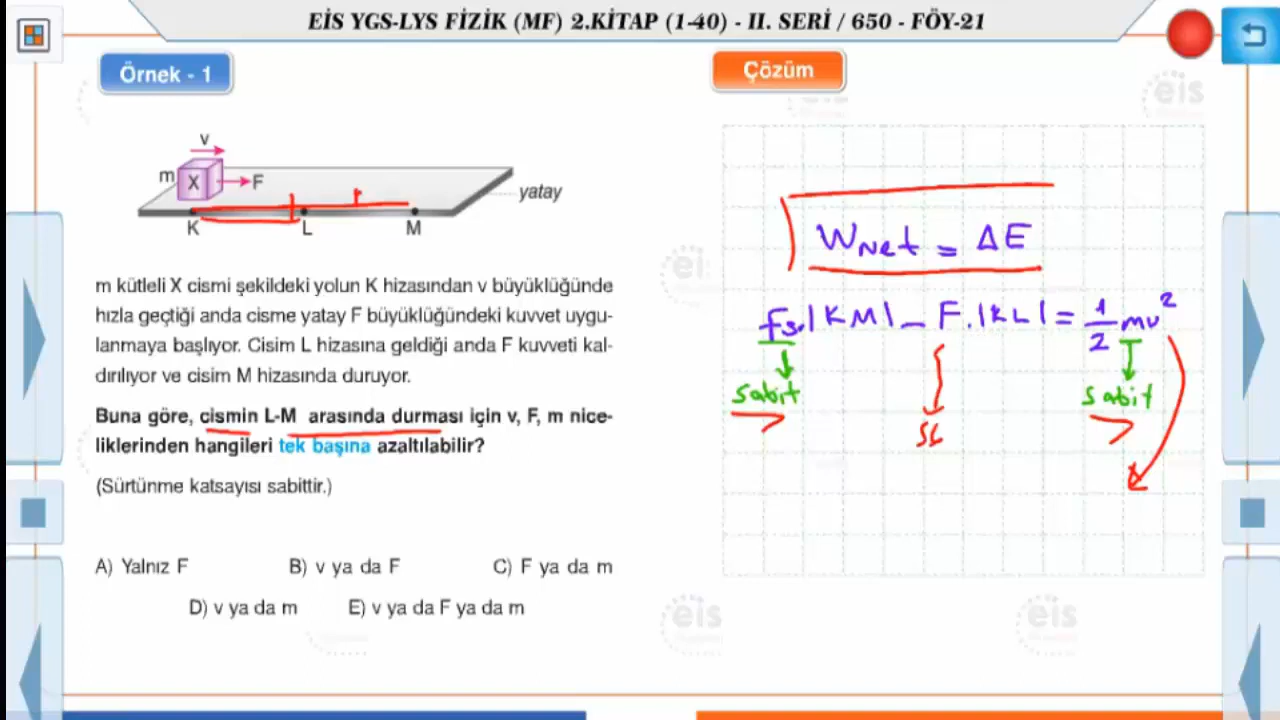 EİS YGS-LYS FİZİK (MF) 2.KİTAP (1-40) - II. SERİ / 650 - FÖY-21
Örnek - 1
Çözüm
v
m
X
F
yatay
K
L
M
m kütleli X cismi şekildeki yolun K hizasından v büyüklüğünde
hızla geçtiği anda cisme yatay F büyüklüğündeki kuvvet uygu-
lanmaya başlıyor. Cisim L hizasına geldiği anda F kuvveti kal-
dırılıyor ve cisim M hizasında duruyor.
Buna göre, cismin L-M arasında durması için v, F, m nice-
liklerinden hangileri tek başına azaltılabilir?
(Sürtünme katsayısı sabittir.)
A) Yalnız F
B) v ya da F
C) F ya da m
D) v ya da m
E) v ya da F ya da m
WNet = ΔE
fs.|KM| - F.|KL| = 1/2 mv²
sabit
sabit
eis
eis
eis